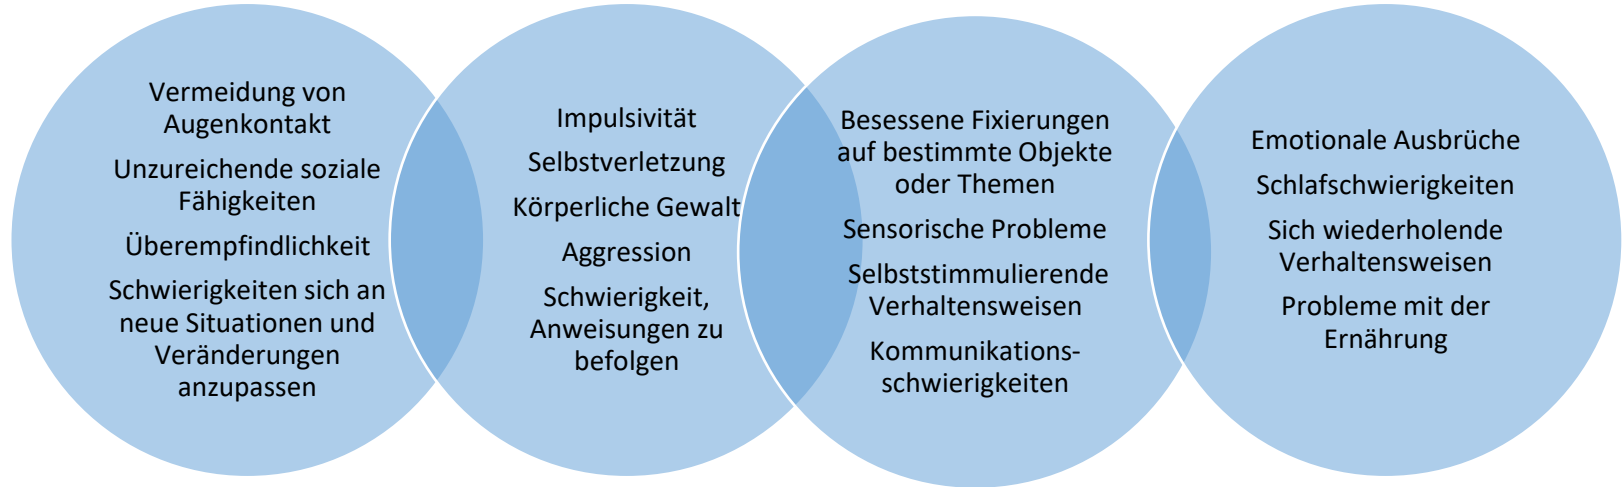 Vermeidung von
Augenkontakt
Unzureichende soziale
Fähigkeiten
Überempfindlichkeit
Schwierigkeiten sich an
neue Situationen und
Veränderungen
anzupassen
Impulsivität
Selbstverletzung
Körperliche Gewalt
Aggression
Schwierigkeit,
Anweisungen zu
befolgen
Besessene Fixierungen
auf bestimmte Objekte
oder Themen
Sensorische Probleme
Selbststimmulierende
Verhaltensweisen
Kommunikations-
schwierigkeiten
Emotionale Ausbrüche
Schlafschwierigkeiten
Sich wiederholende
Verhaltensweisen
Probleme mit der
Ernährung